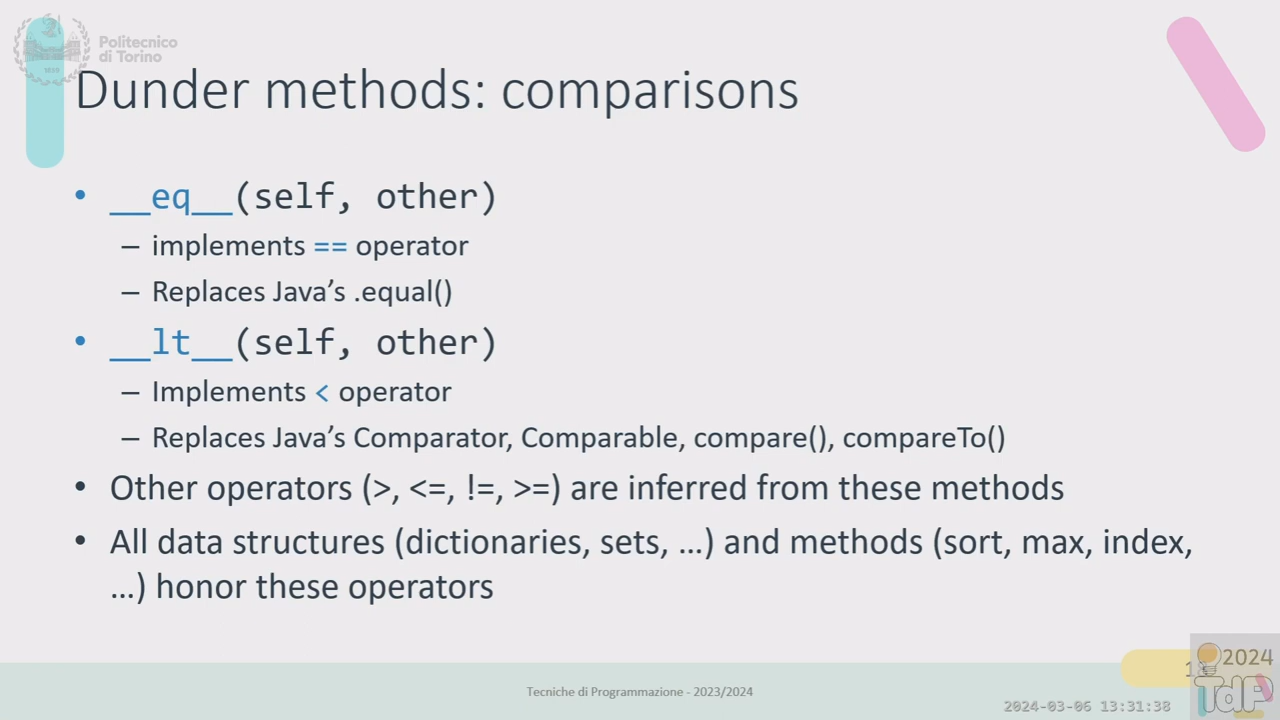 Politecnico
di Torino
Dunder methods: comparisons
• __eq__(self, other)
– implements == operator
– Replaces Java’s .equal()
• __lt__(self, other)
– Implements < operator
– Replaces Java’s Comparator, Comparable, compare(), compareTo()
• Other operators (>, <=, !=, >=) are inferred from these methods
• All data structures (dictionaries, sets, …) and methods (sort, max, index,
…) honor these operators
Tecniche di Programmazione - 2023/2024
2024
TdP
2024-03-06 13:31:38